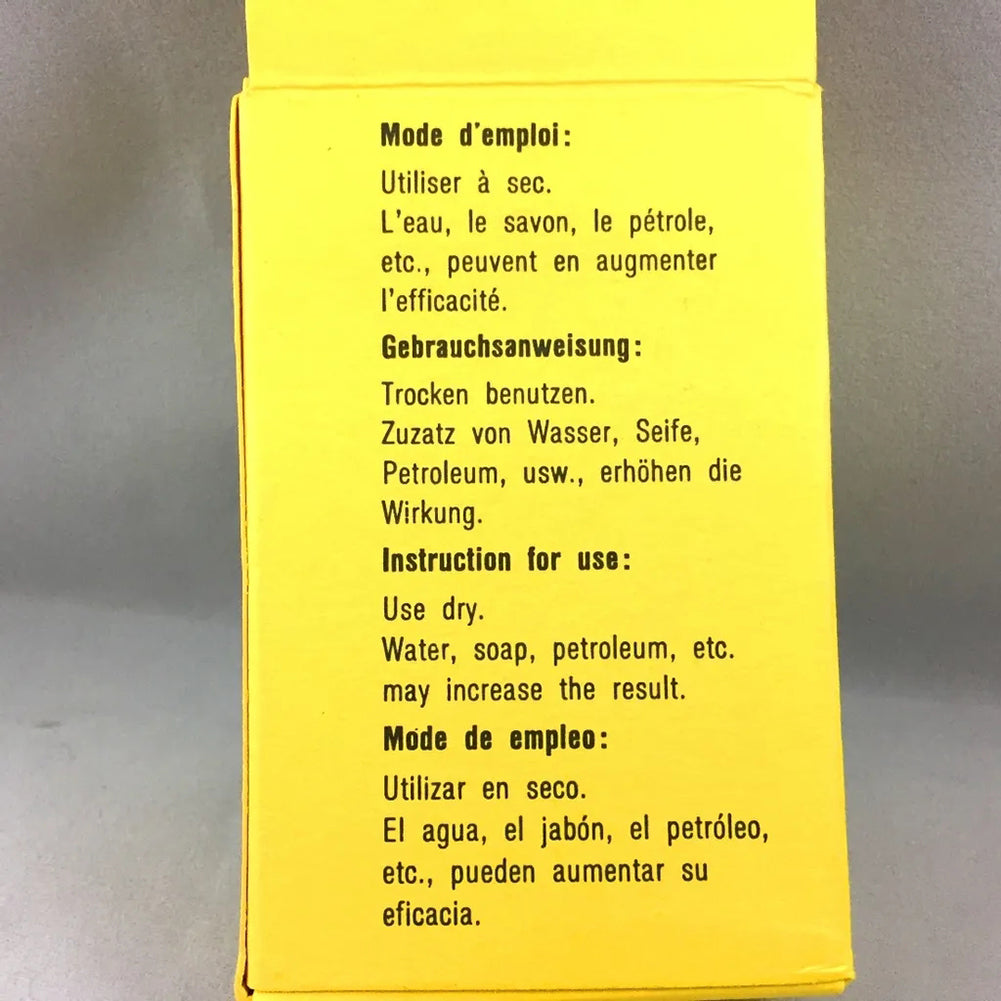 Mode d'emploi:
Utiliser à sec.
L'eau, le savon, le pétrole,
etc., peuvent en augmenter
l'efficacité.
Gebrauchsanweisung:
Trocken benutzen.
Zuzatz von Wasser, Seife,
Petroleum, usw., erhöhen die
Wirkung.
Instruction for use:
Use dry.
Water, soap, petroleum, etc.
may increase the result.
Mode de empleo:
Utilizar en seco.
El agua, el jabón, el petróleo,
etc., pueden aumentar su
eficacia.